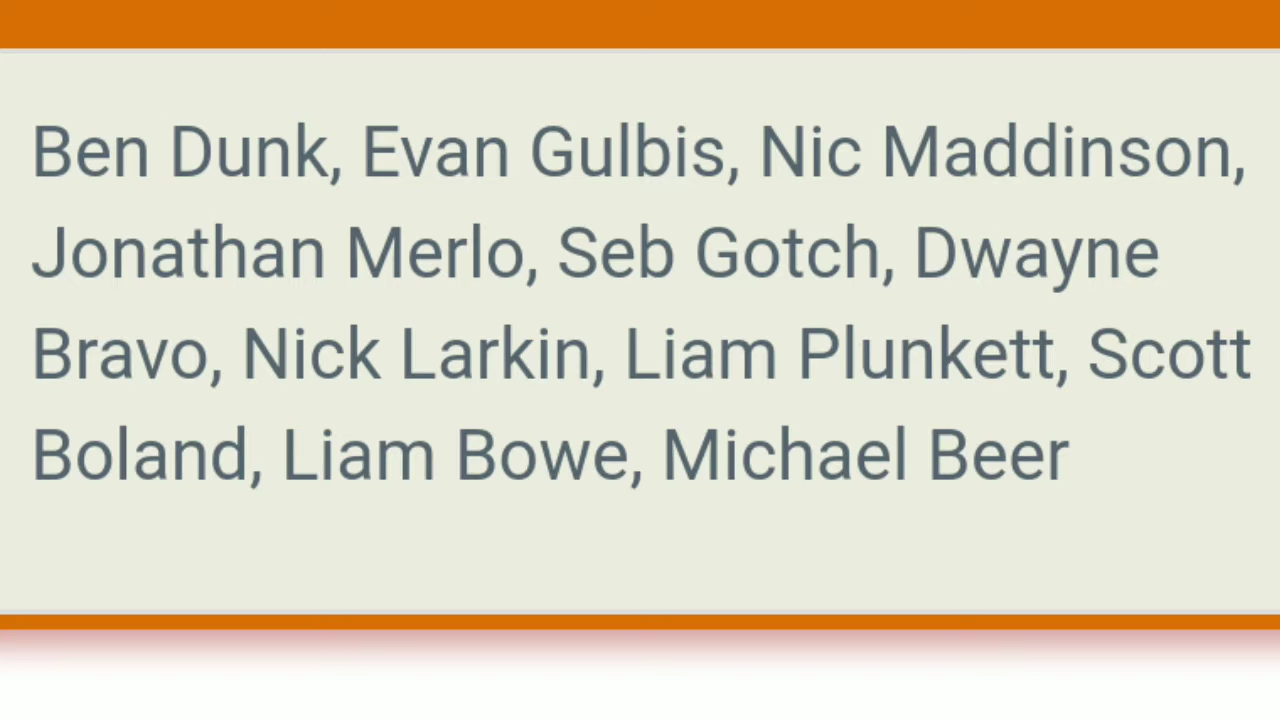 Ben Dunk, Evan Gulbis, Nic Maddinson,
Jonathan Merlo, Seb Gotch, Dwayne
Bravo, Nick Larkin, Liam Plunkett, Scott
Boland, Liam Bowe, Michael Beer